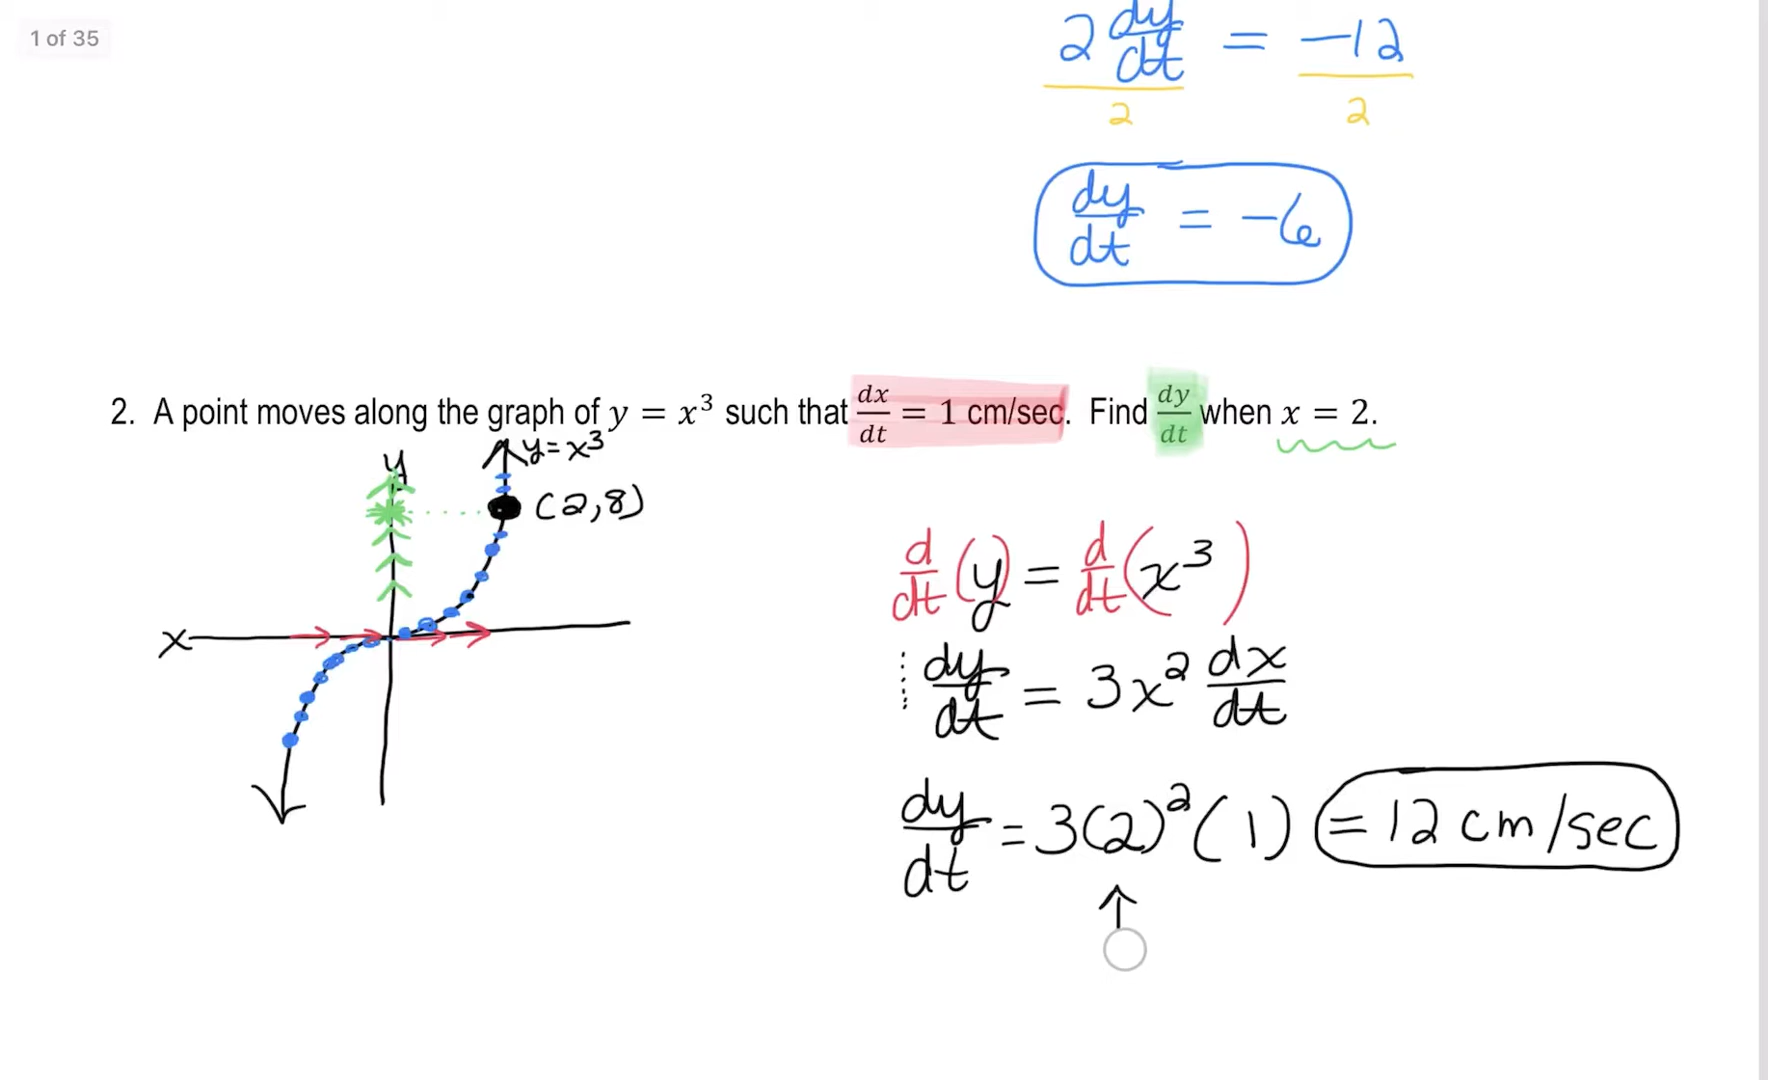 1 of 35
2 dy/dt = -12
2 2
dy/dt = -6
2. A point moves along the graph of y = x³ such that dx/dt = 1 cm/sec. Find dy/dt when x = 2.
y y=x³
(2,8)
d/dt (y) = d/dt (x³)
x
dy/dt = 3x² dx/dt
dy/dt = 3(2)²(1) = 12 cm/sec